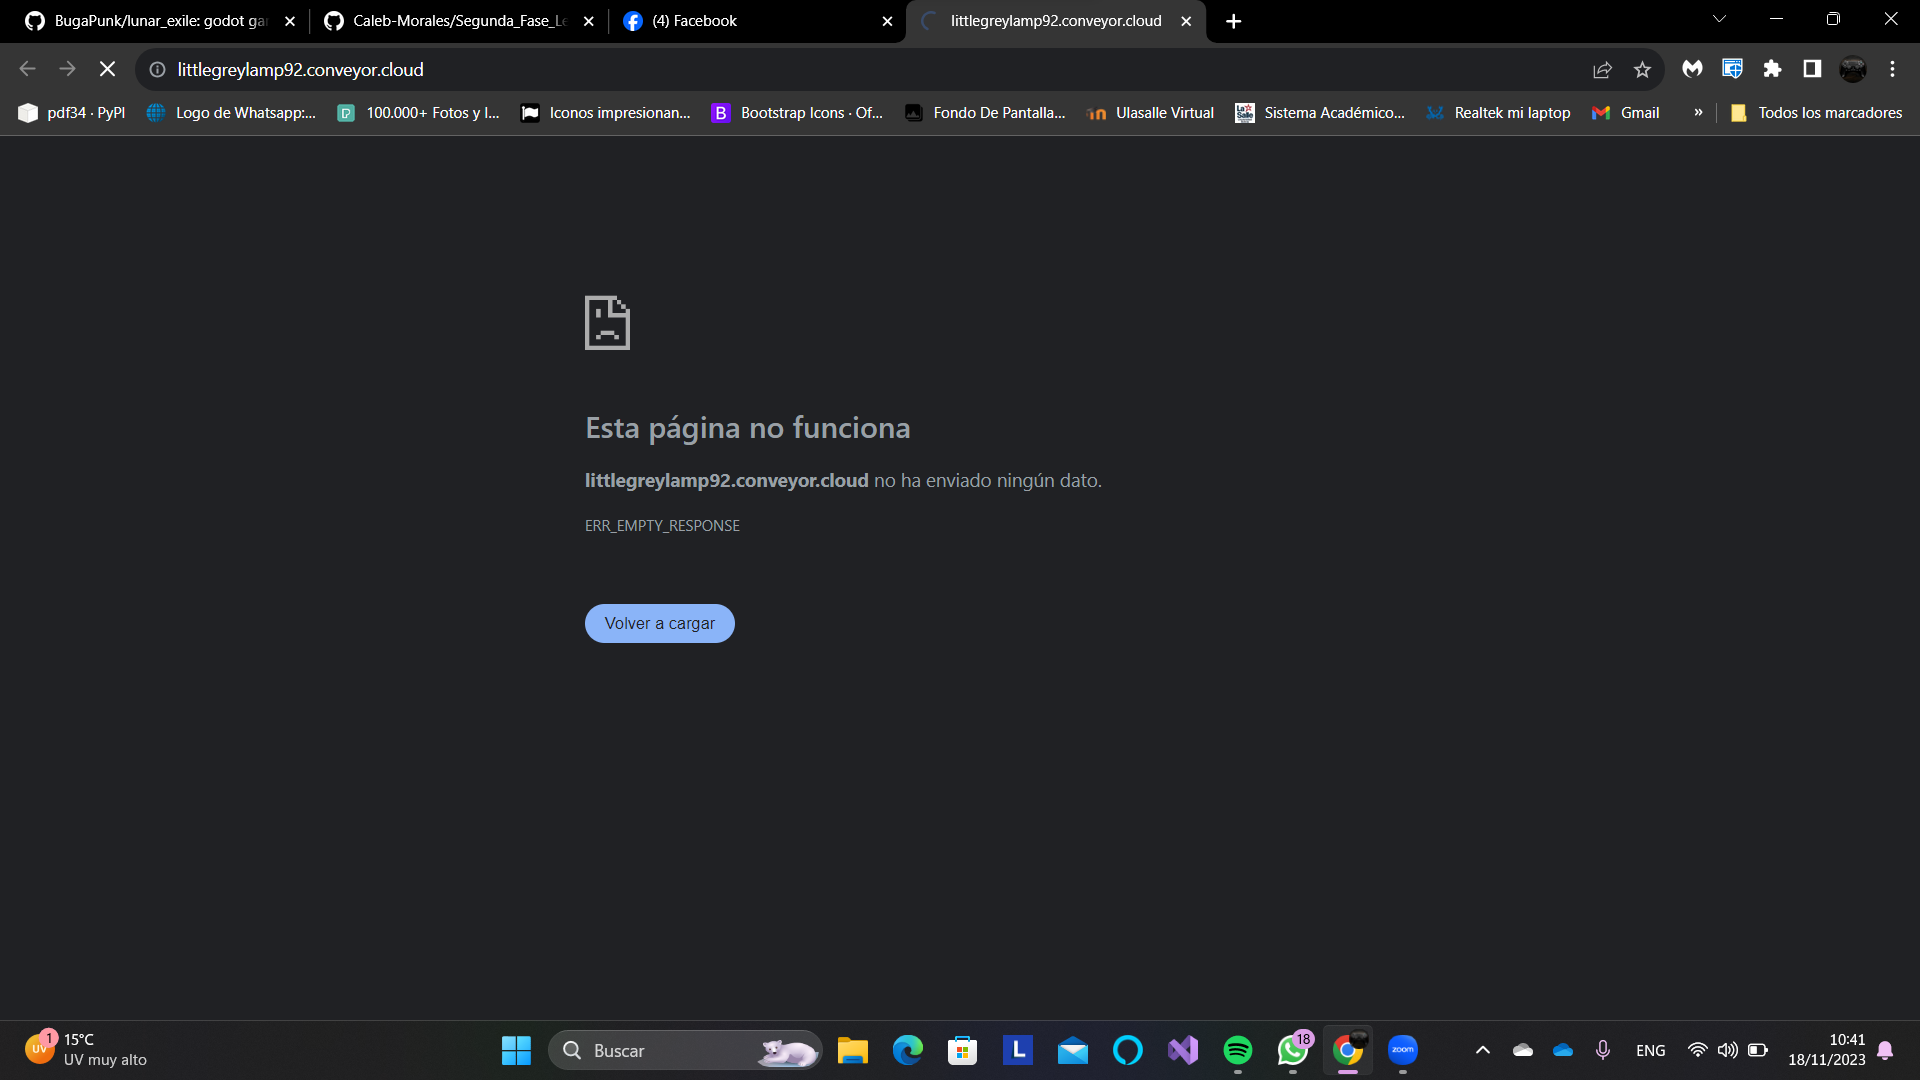 BugaPunk/lunar_exile: godot ga
Caleb-Morales/Segunda_Fase_Le
(4) Facebook
littlegreylamp92.conveyor.cloud
littlegreylamp92.conveyor.cloud
pdf34 · PyPI
Logo de Whatsapp:...
100.000+ Fotos y I...
Iconos impresionan...
Bootstrap Icons · Of...
Fondo De Pantalla...
Ulasalle Virtual
Sistema Académico...
Realtek mi laptop
Gmail
»
Todos los marcadores
Esta página no funciona
littlegreylamp92.conveyor.cloud no ha enviado ningún dato.
ERR_EMPTY_RESPONSE
Volver a cargar
UV
1
15°C
UV muy alto
Buscar
L
18
zoom
ENG
10:41
18/11/2023